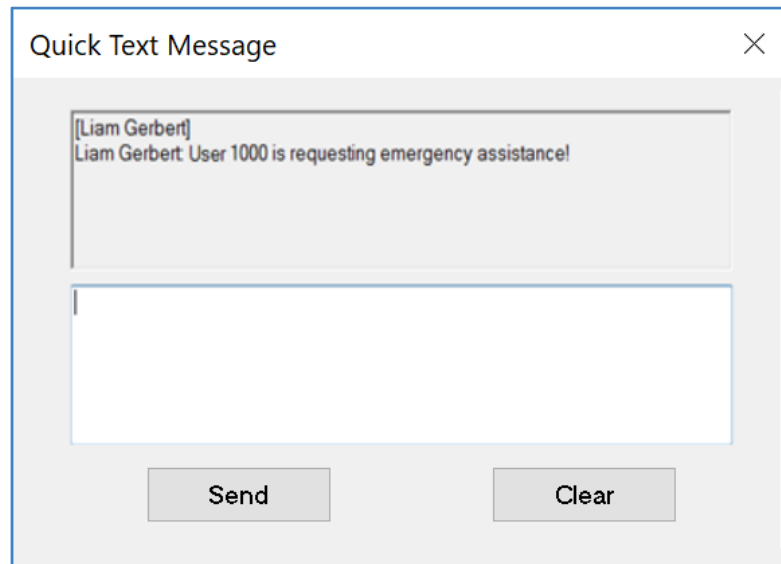 Quick Text Message
[Liam Gerbert]
Liam Gerbert: User 1000 is requesting emergency assistance!
Send
Clear